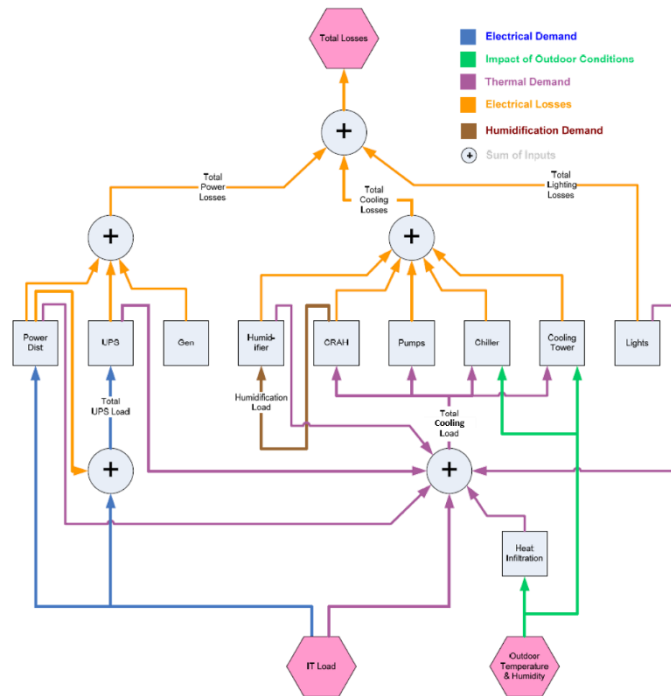 Total Losses
Electrical Demand
Impact of Outdoor Conditions
Thermal Demand
Electrical Losses
Humidification Demand
+
Sum of Inputs
+
Total
Power
Losses
Total
Cooling
Losses
Total
Lighting
Losses
+
+
Power
Dist
UPS
Gen
Humid-
ifier
CRAH
Pumps
Chiller
Cooling
Tower
Lights
Total
UPS Load
Humidification
Load
Total
Cooling
Load
+
+
Heat
Infiltration
IT Load
Outdoor
Temperature
& Humidity